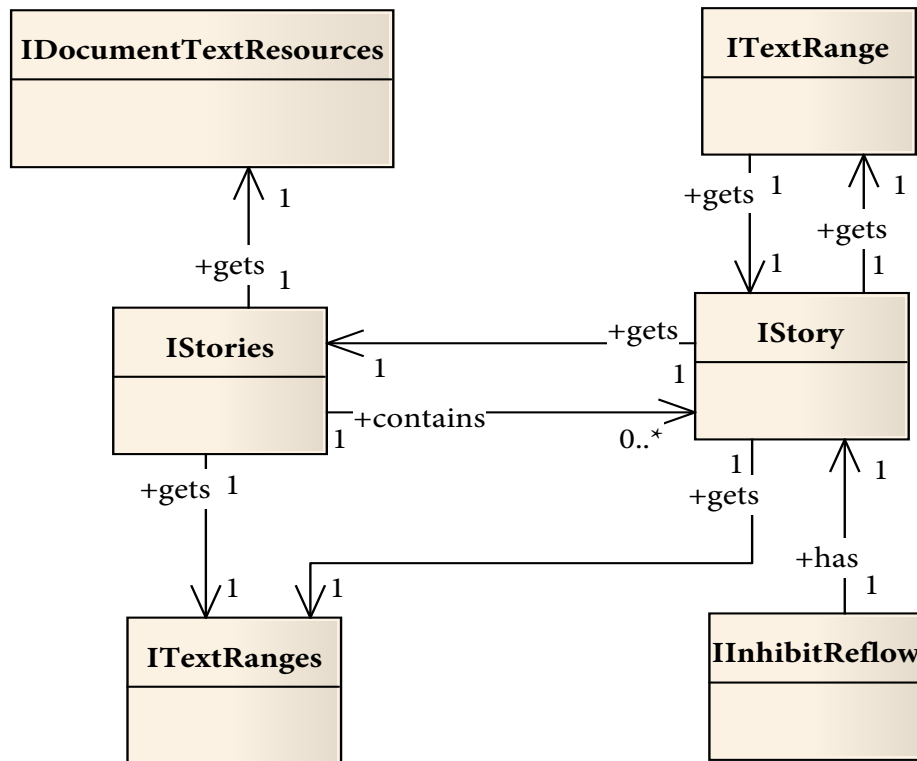 IDocumentTextResources
ITextRange
1
+gets
1
1
+gets
1
+gets
1
1
1
IStories
IStory
+gets
1
1
+contains
1
0..*
+gets
1
1
+gets
1
+has
1
1
1
ITextRanges
IInhibitReflow